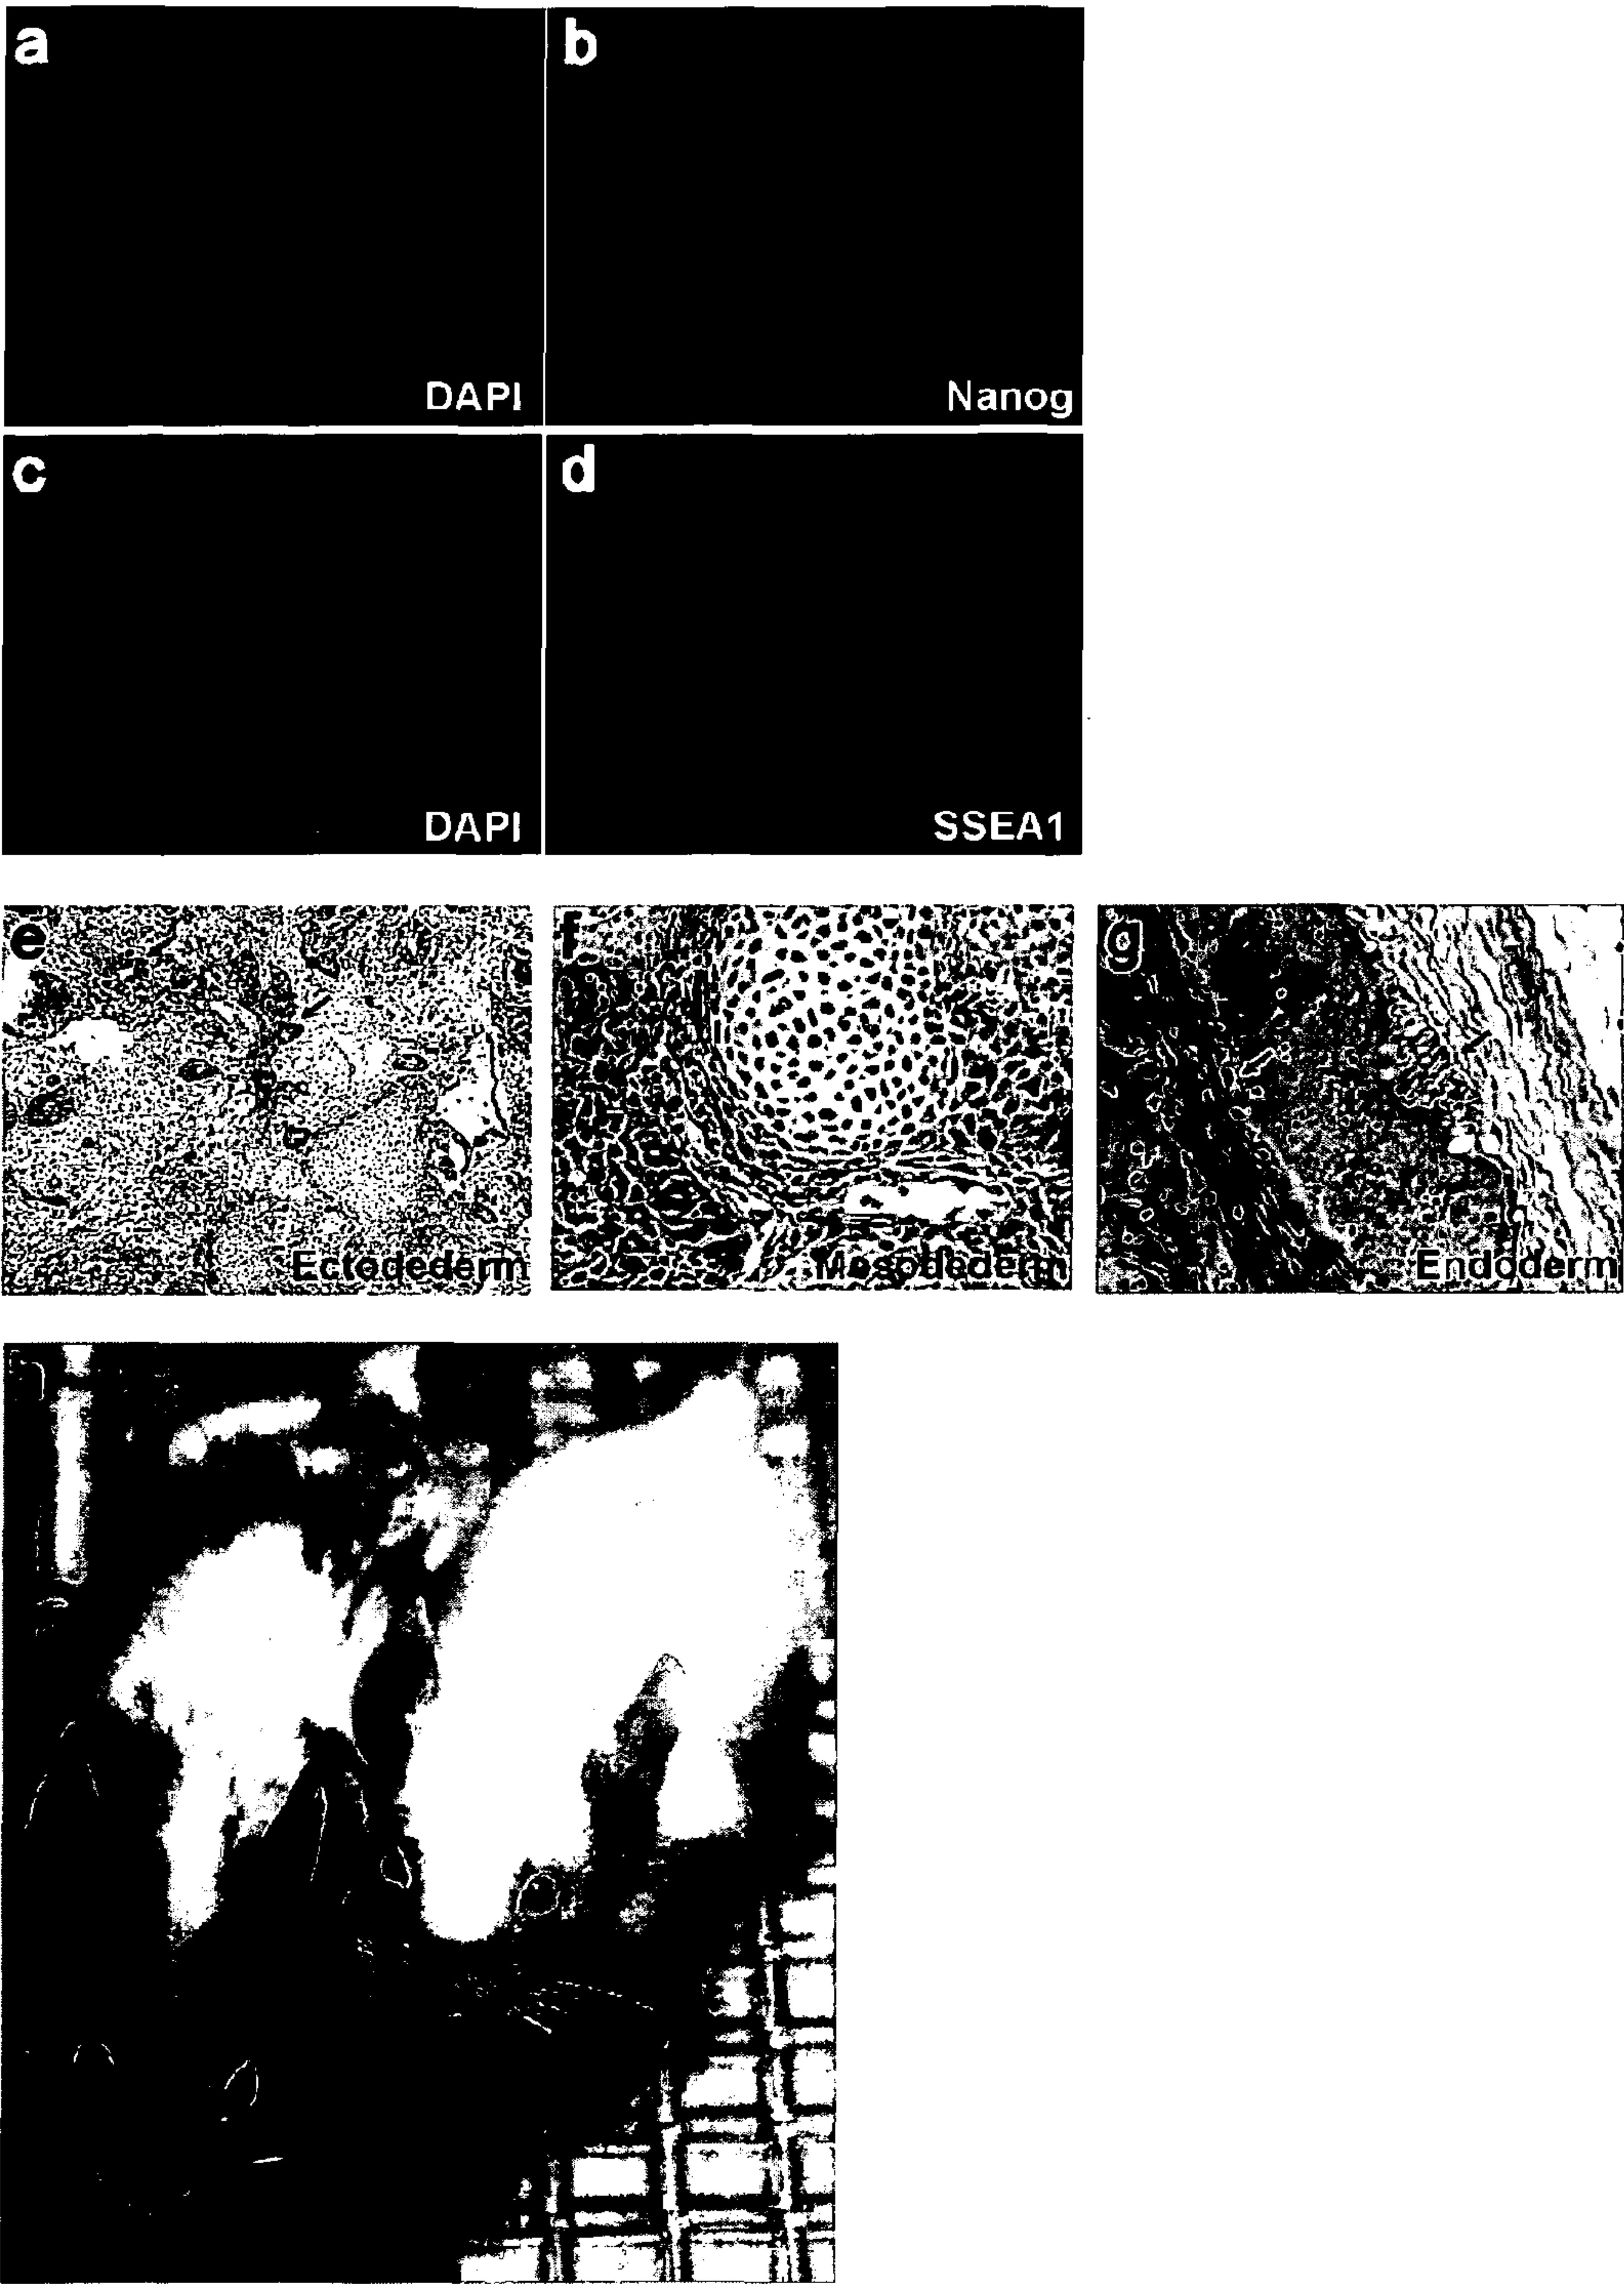 a
b
DAPI
Nanog
c
d
DAPI
SSEA1
e
f
g
Ectodederm
Mesodederm
Endoderm
h